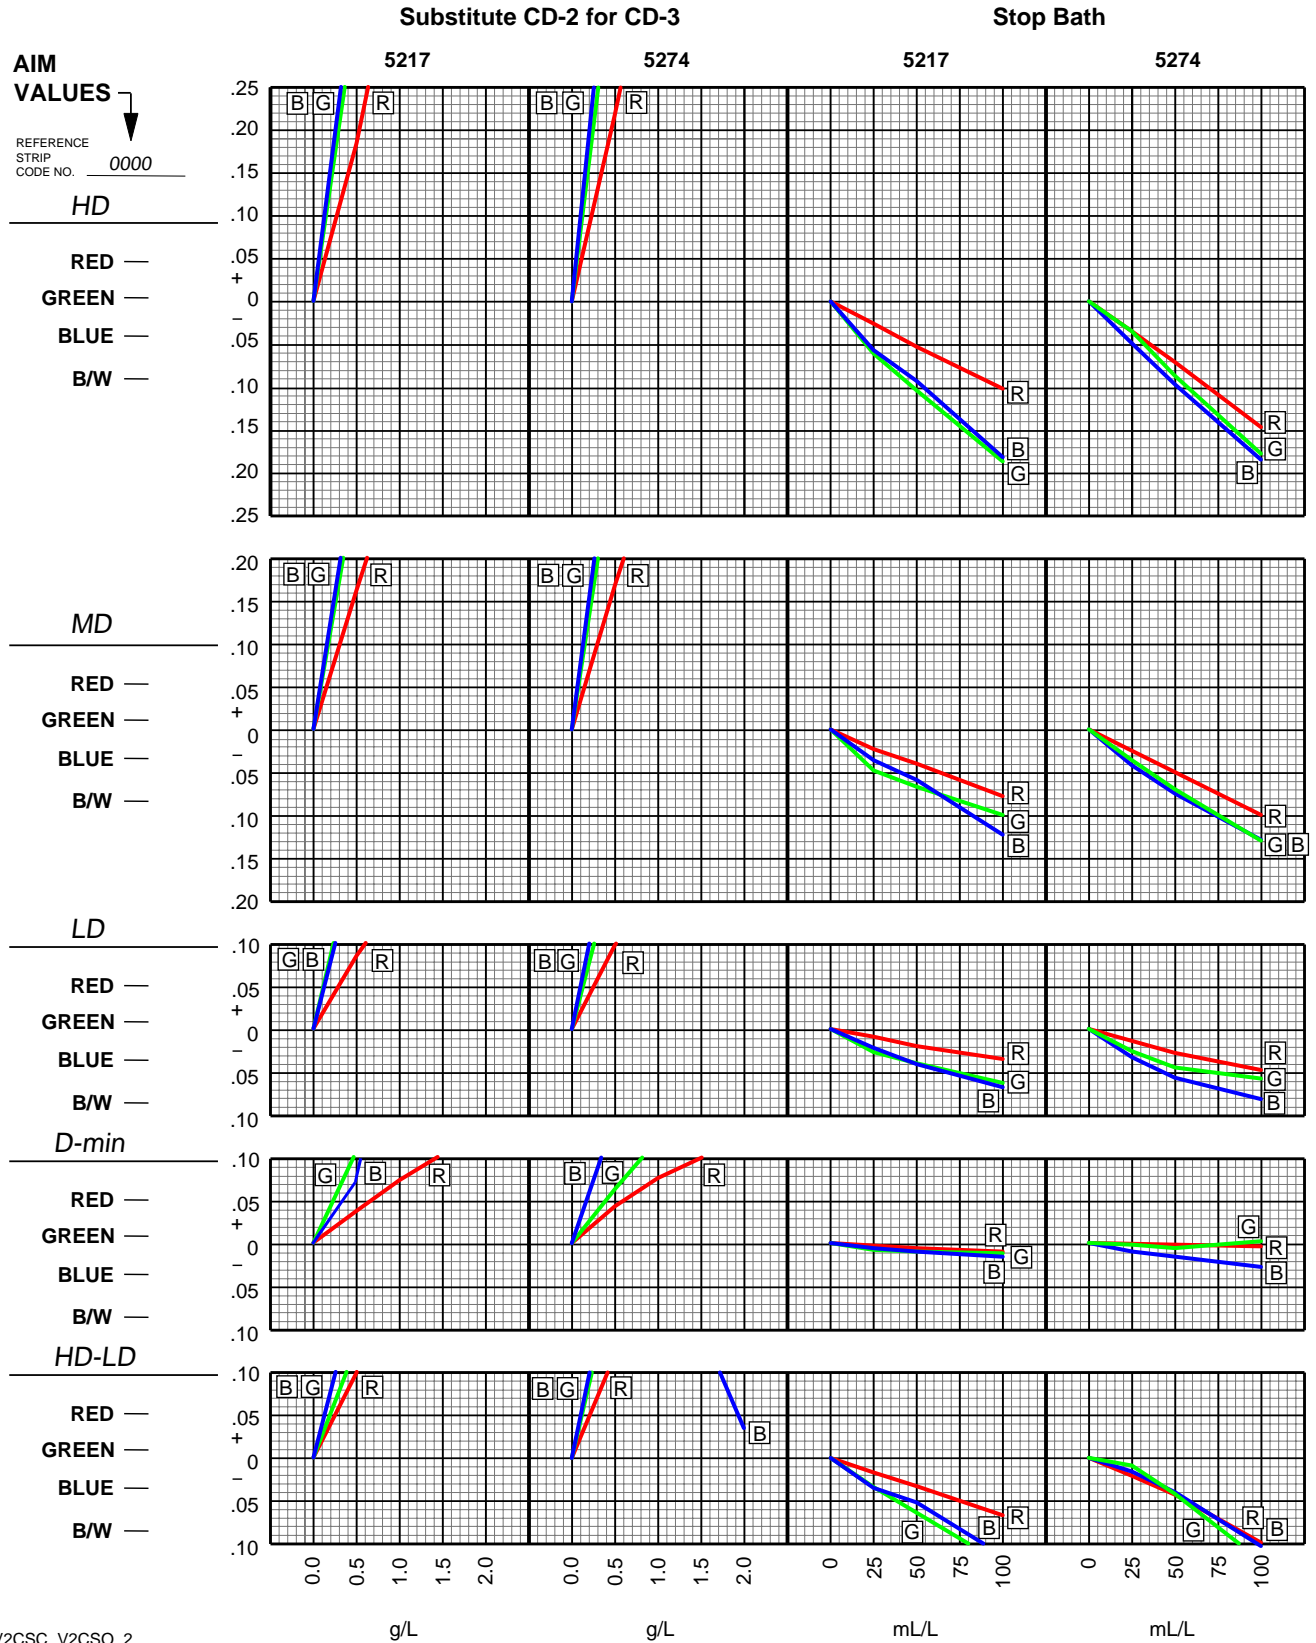 Substitute CD-2 for CD-3 Stop Bath
5217 5274 5217 5274
AIM
VALUES
REFERENCE
STRIP
CODE NO. 0000
HD
RED —
GREEN —
BLUE —
B/W —
.25
.20
.15
.10
.05
+
0
–
.05
.10
.15
.20
.25
B G R
B G R
R
B
G
R
G
B
MD
RED —
GREEN —
BLUE —
B/W —
.20
.15
.10
.05
+
0
–
.05
.10
.15
.20
B G R
B G R
R
G
B
R
G B
LD
RED —
GREEN —
BLUE —
B/W —
.10
.05
+
0
–
.05
.10
G B R
B G R
R
G
B
R
G
B
D-min
RED —
GREEN —
BLUE —
B/W —
.10
.05
+
0
–
.05
.10
G B R
B G R
R
G
B
G
R
B
HD-LD
RED —
GREEN —
BLUE —
B/W —
.10
.05
+
0
–
.05
.10
B G R
B G R
B
R
B
G
R
B
G
0.0 0.5 1.0 1.5 2.0
0.0 0.5 1.0 1.5 2.0
0 25 50 75 100
0 25 50 75 100
g/L g/L mL/L mL/L
V2CSC_V2CSO_2